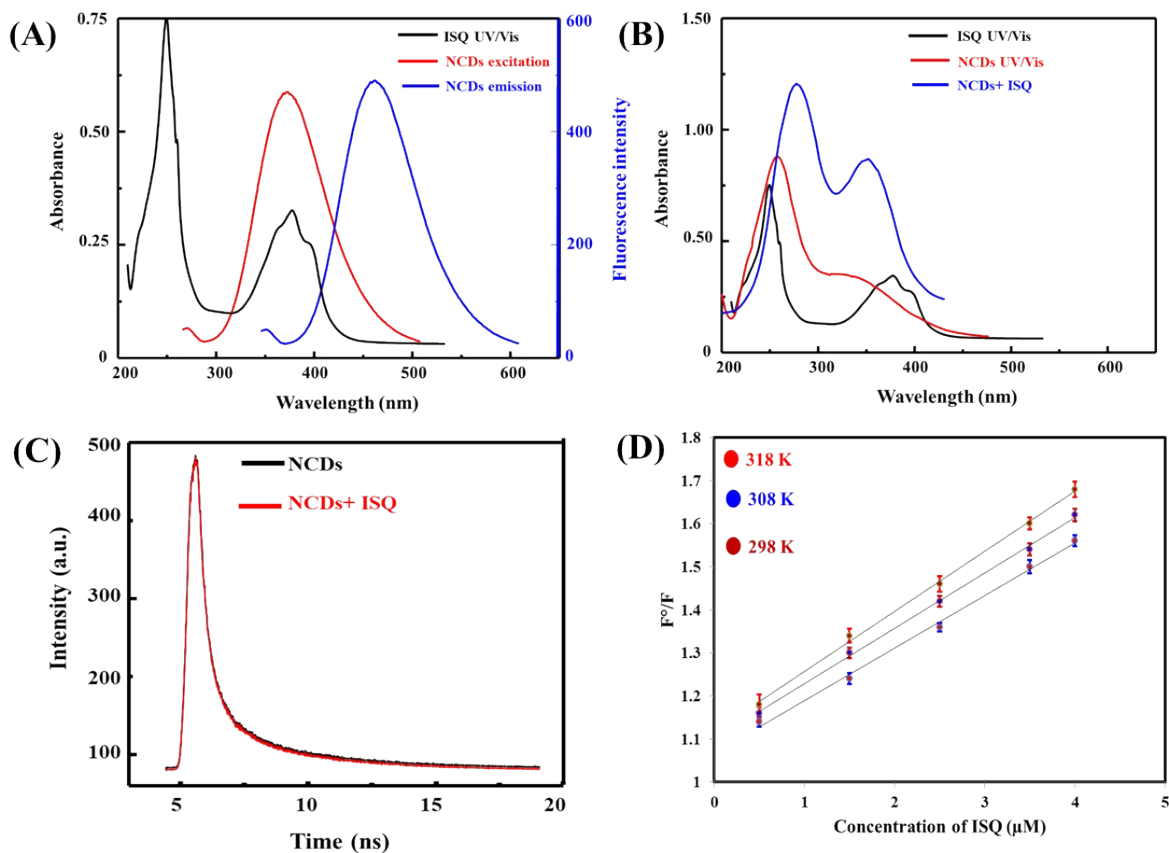 (A)
ISQ UV/Vis
NCDs excitation
NCDs emission
0.75
0.50
0.25
0
Absorbance
600
400
200
0
Fluorescence intensity
200 300 400 500 600
Wavelength (nm)
(B)
ISQ UV/Vis
NCDs UV/Vis
NCDs+ ISQ
1.50
1.00
0.50
0
Absorbance
200 300 400 500 600
Wavelength (nm)
(C)
NCDs
NCDs+ ISQ
500
400
300
200
100
Intensity (a.u.)
5 10 15 20
Time (ns)
(D)
318 K
308 K
298 K
1.8
1.7
1.6
1.5
1.4
1.3
1.2
1.1
1
F°/F
0 1 2 3 4 5
Concentration of ISQ (µM)